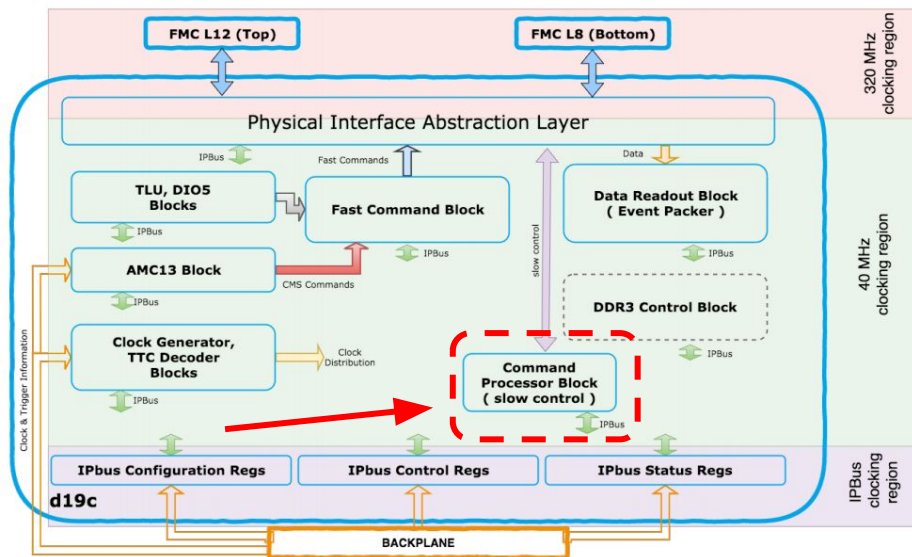 FMC L12 (Top)
FMC L8 (Bottom)
320 MHz
clocking region
Physical Interface Abstraction Layer
IPBus
Fast Commands
Data
TLU, DIO5
Blocks
Fast Command Block
Data Readout Block
( Event Packer )
IPBus
IPBus
IPBus
slow control
40 MHz
clocking region
AMC13 Block
CMS Commands
IPBus
DDR3 Control Block
IPBus
Clock Generator,
TTC Decoder
Blocks
Clock
Distribution
Command
Processor Block
( slow control )
IPBus
IPBus
Clock & Trigger Information
IPBus Configuration Regs
IPBus Control Regs
IPBus Status Regs
IPBus
clocking
region
d19c
BACKPLANE